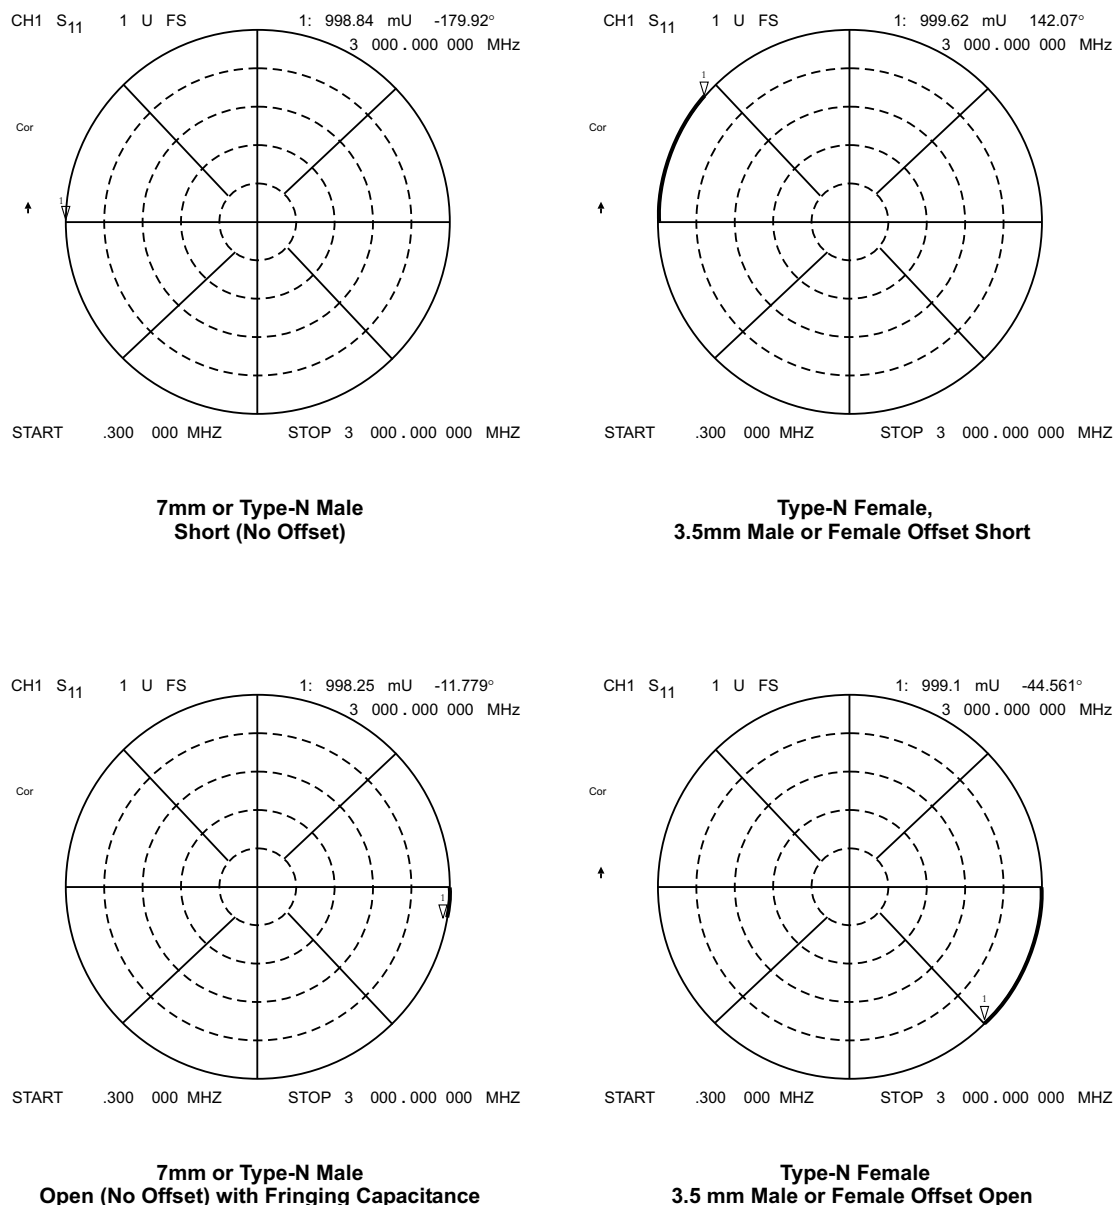 CH1 S11 1 U FS 1: 998.84 mU -179.92°
3 000.000 000 MHz
Cor
1
START .300 000 MHZ STOP 3 000.000 000 MHZ
7mm or Type-N Male
Short (No Offset)
CH1 S11 1 U FS 1: 999.62 mU 142.07°
3 000.000 000 MHz
1
Cor
START .300 000 MHZ STOP 3 000.000 000 MHZ
Type-N Female,
3.5mm Male or Female Offset Short
CH1 S11 1 U FS 1: 998.25 mU -11.779°
3 000.000 000 MHz
Cor
1
START .300 000 MHZ STOP 3 000.000 000 MHZ
7mm or Type-N Male
Open (No Offset) with Fringing Capacitance
CH1 S11 1 U FS 1: 999.1 mU -44.561°
3 000.000 000 MHz
Cor
1
START .300 000 MHZ STOP 3 000.000 000 MHZ
Type-N Female
3.5 mm Male or Female Offset Open